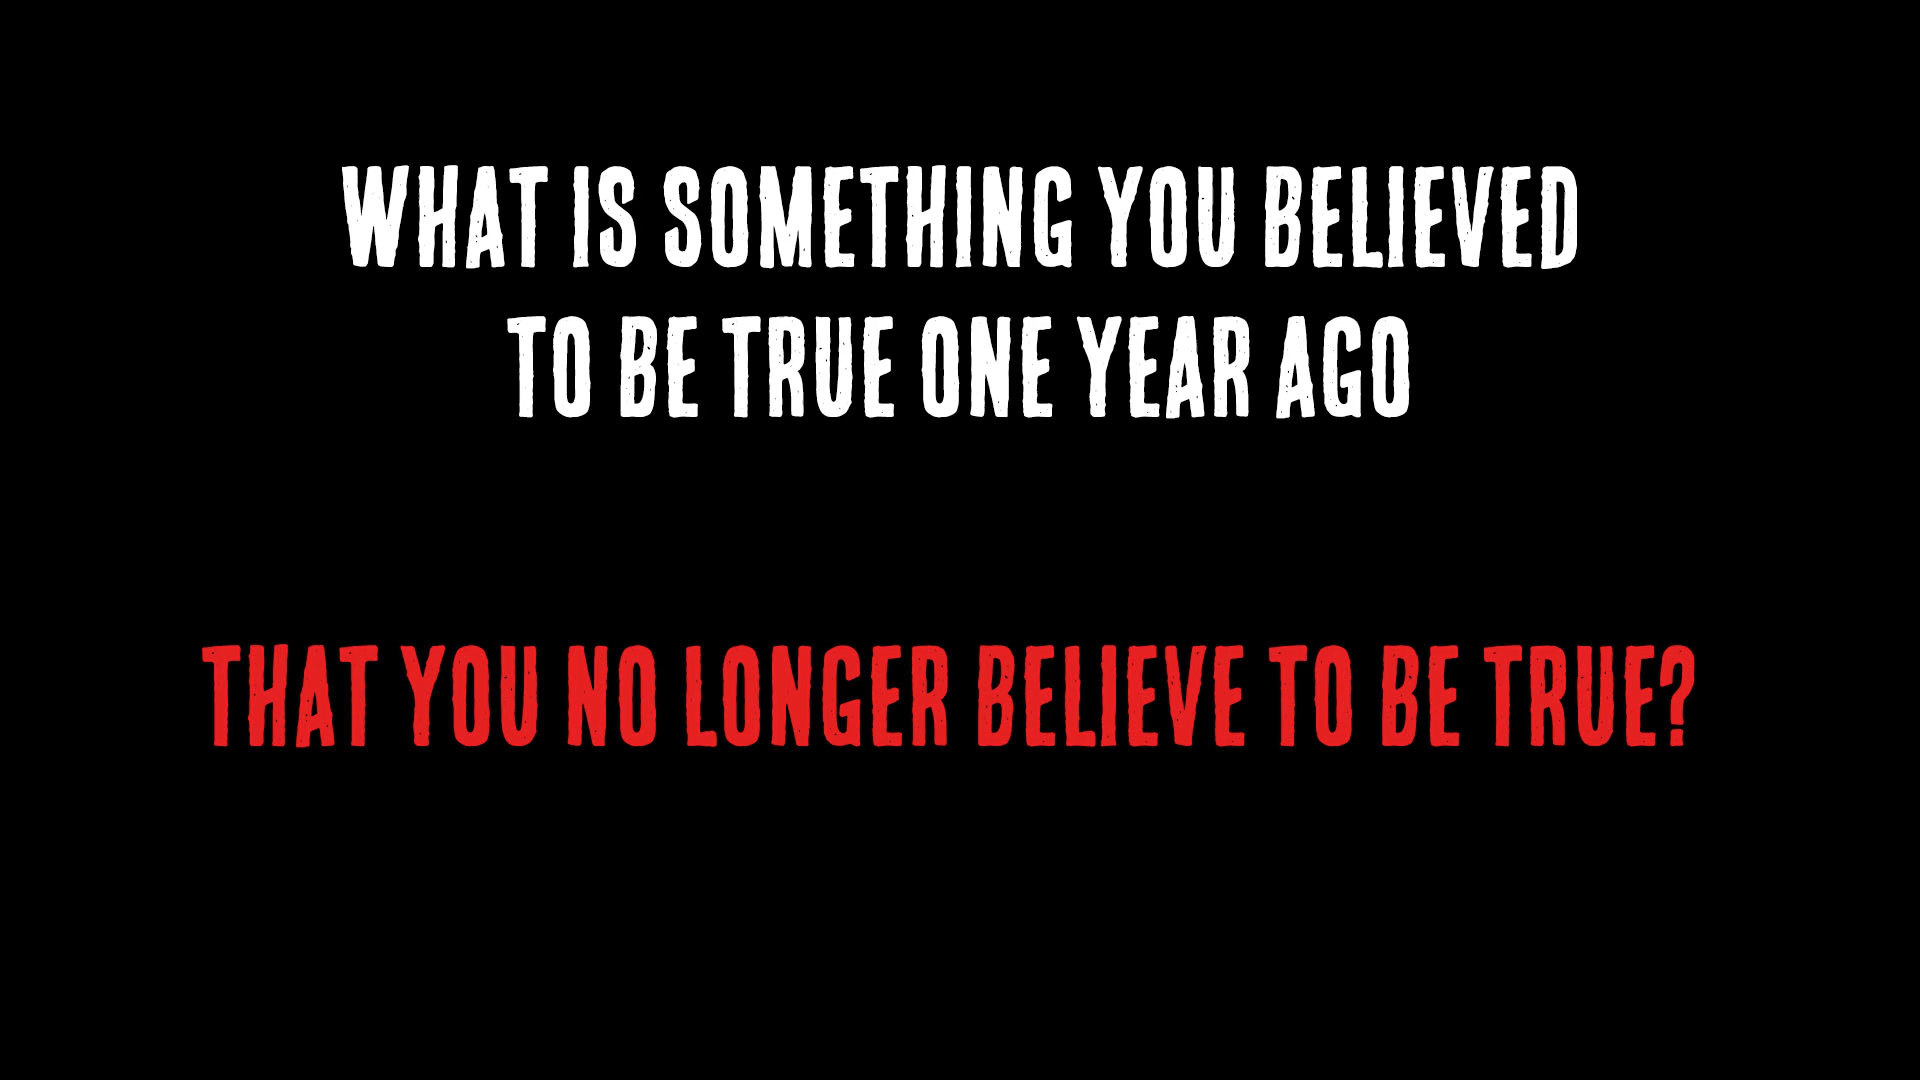 WHAT IS SOMETHING YOU BELIEVED
TO BE TRUE ONE YEAR AGO
THAT YOU NO LONGER BELIEVE TO BE TRUE?